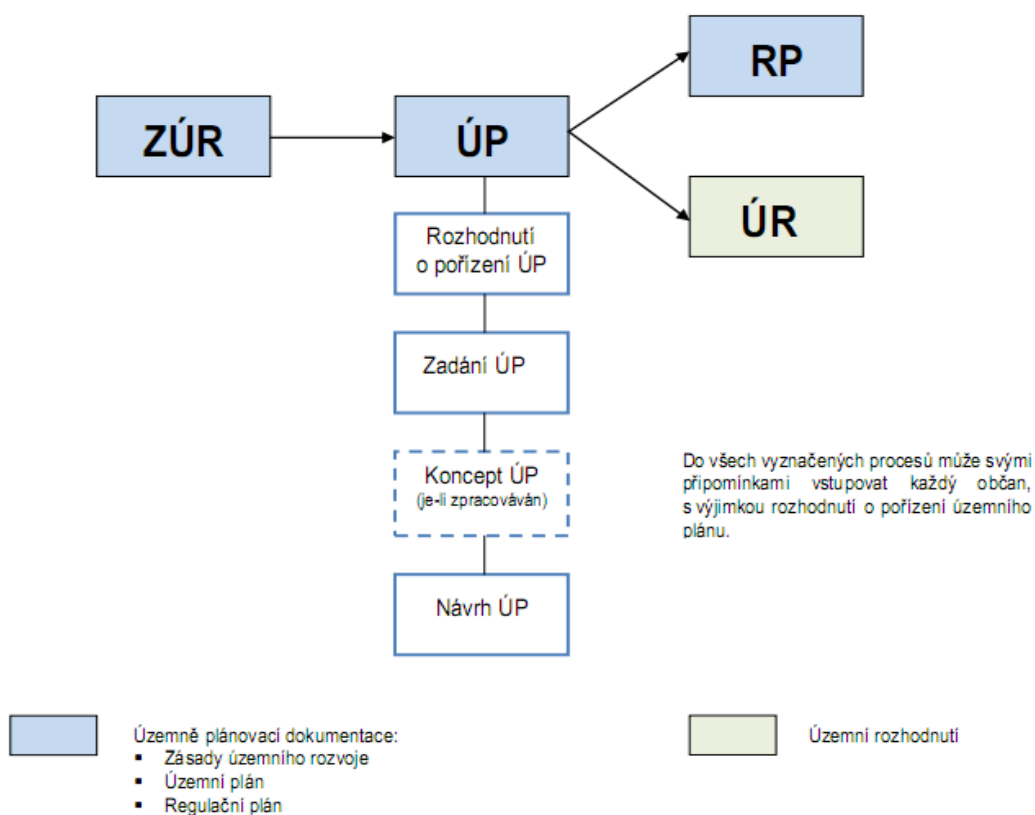 RP
ZÚR
ÚP
ÚR
Rozhodnutí
o pořízení ÚP
Zadání ÚP
Koncept ÚP
(je-li zpracováván)
Do všech vyznačených procesů může svými
připomínkami vstupovat každý občan,
s výjimkou rozhodnutí o pořízení územního
plánu.
Návrh ÚP
Územně plánovací dokumentace:
▪ Zásady územního rozvoje
▪ Územní plán
▪ Regulační plán
Územní rozhodnutí